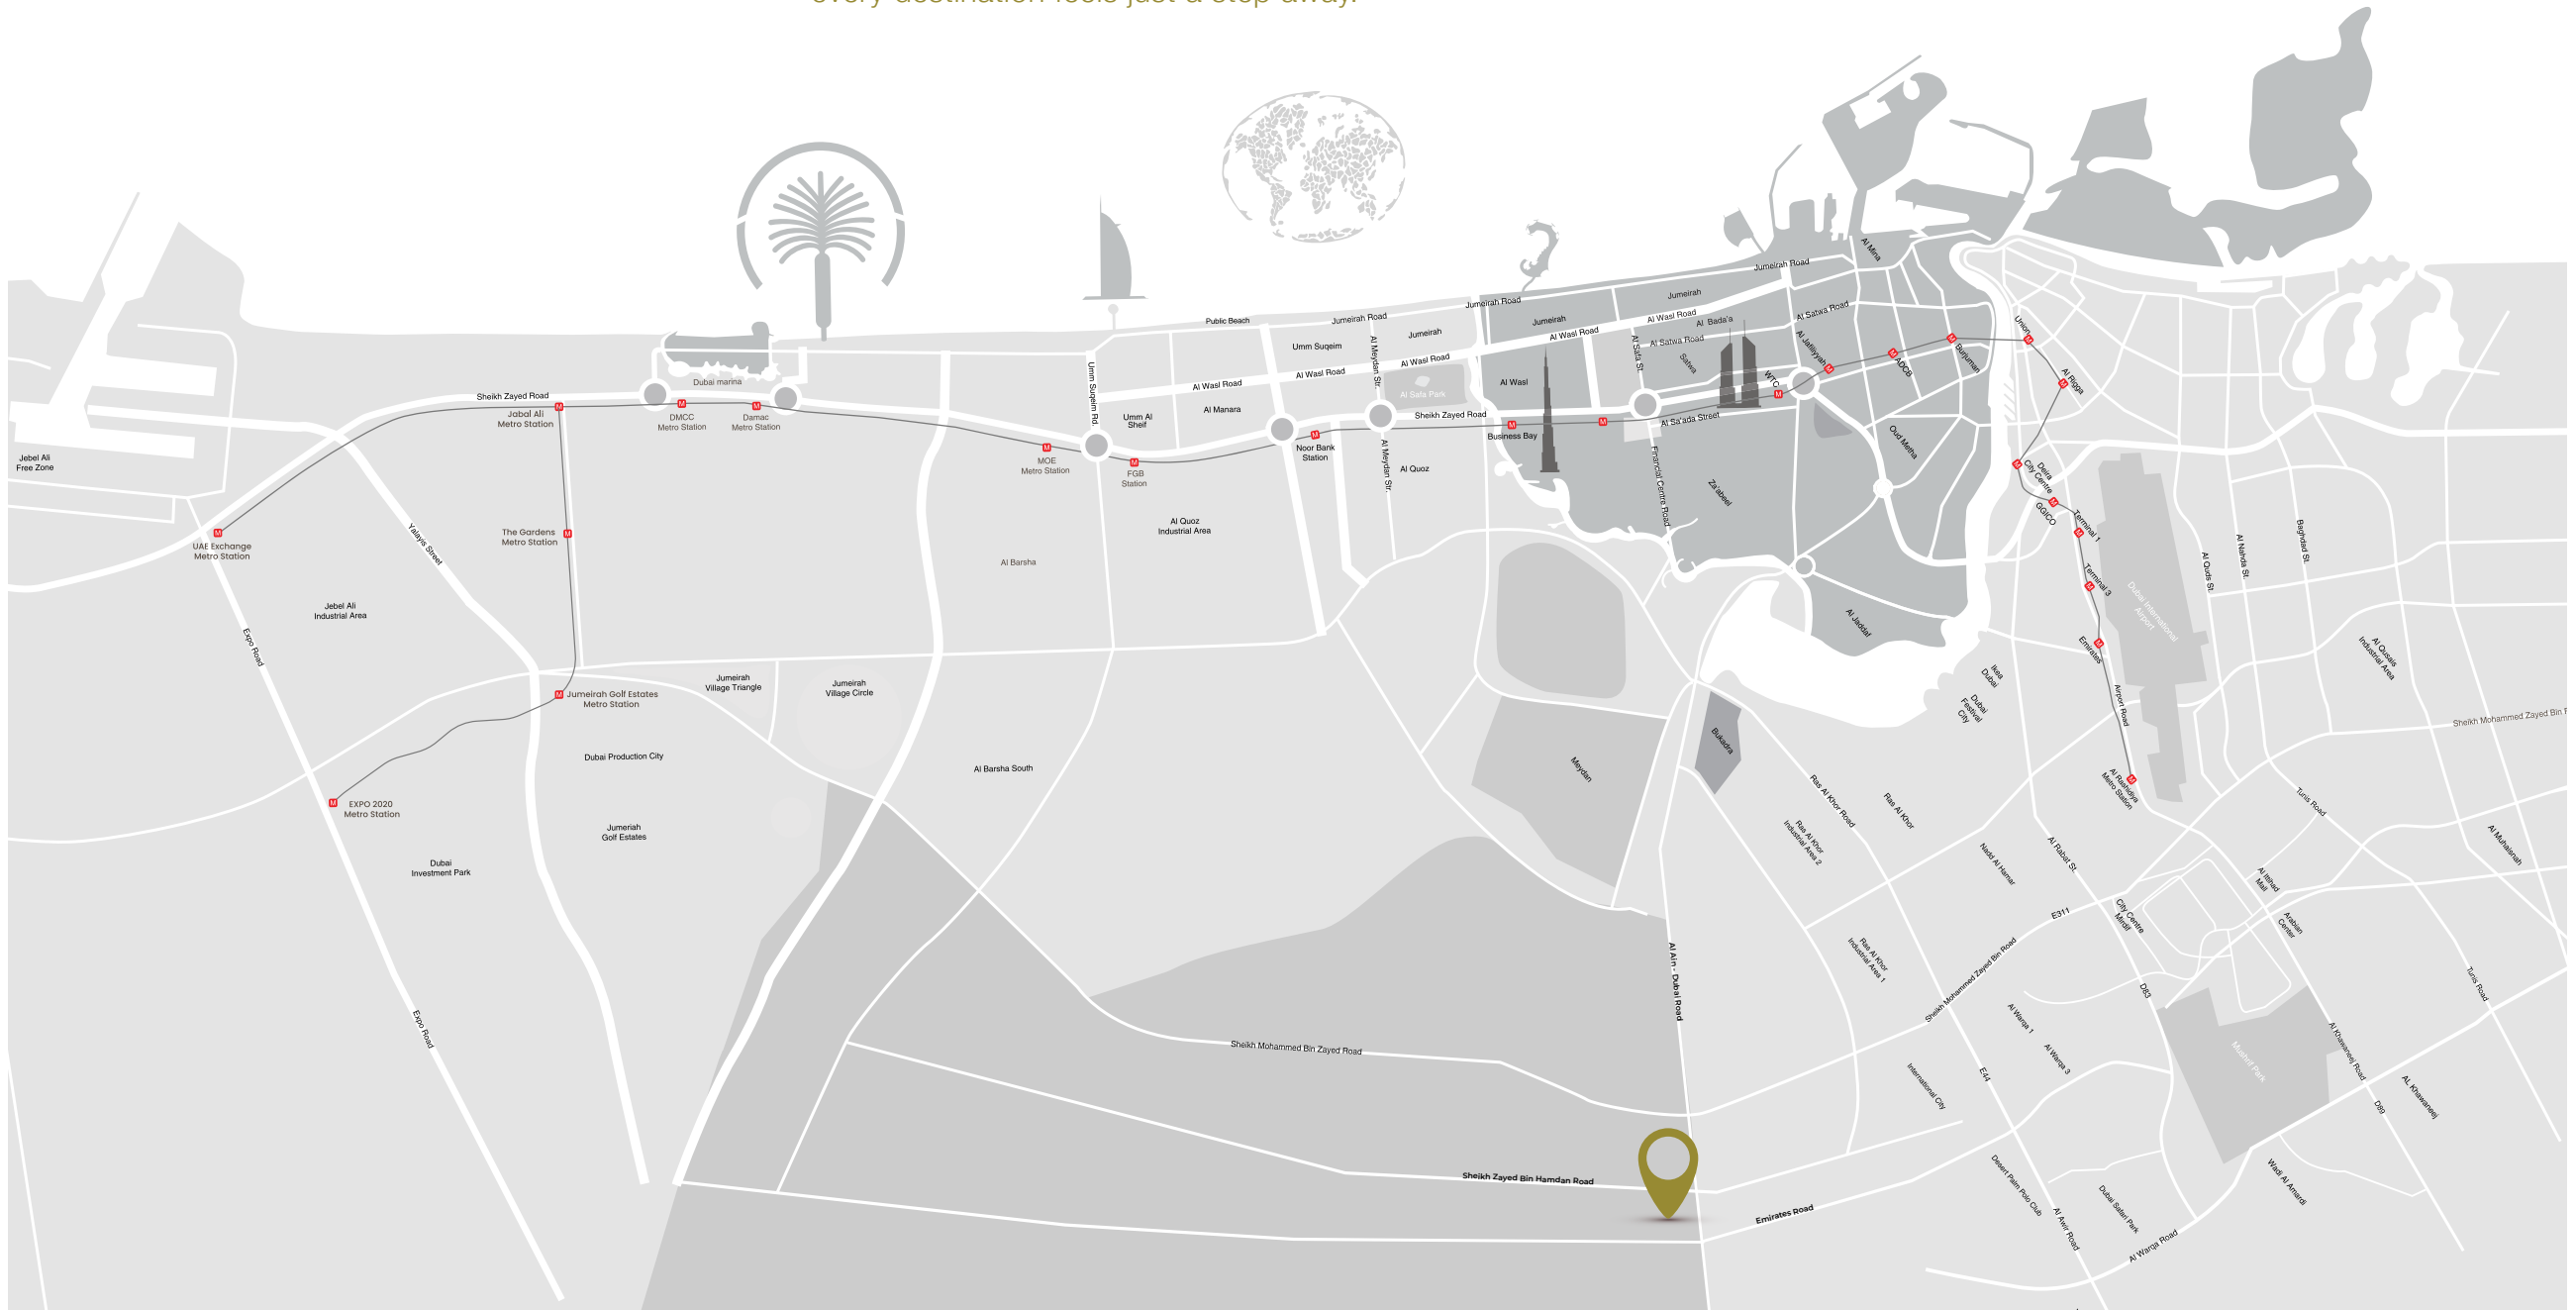 every destination feels just a step away.
Al Mina
Jumeirah Road
Jumeirah
Jumeirah Road
Public Beach
Jumeirah Road
Jumeirah
Jumeirah
Al Wasl Road
Al Satwa Road
Al Bada'a
Umm Suqeim
Al Meydan Str.
Al Wasl Road
Al Satwa Road
Al Safa St.
Satwa
Al Jafiliyyah
ADCB
Burjuman
Union
Al Rigga
Al Wasl Road
Al Wasl Road
Al Wasl Road
Umm Suqeim Rd.
Dubai marina
Al Wasl
WTC
Sheikh Zayed Road
Al Safa Park
Jabal Ali
Metro Station
DMCC
Metro Station
Damac
Metro Station
Umm Al
Sheif
Al Manara
Sheikh Zayed Road
Al Sa'ada Street
Business Bay
Oud Metha
Jebel Ali
Free Zone
MOE
Metro Station
FGB
Station
Noor Bank
Station
Al Meydan Str.
Al Quoz
Financial Centre Road
Za'abeel
Deira
City Centre
GGICO
Terminal 1
Terminal 3
Emirates
UAE Exchange
Metro Station
Yalayis Street
The Gardens
Metro Station
Al Barsha
Al Quoz
Industrial Area
Dubai International
Airport
Al Quds St.
Al Nahda St.
Baghdad St.
Jebel Ali
Industrial Area
Expo Road
Al Jaddaf
Al Qusais
Industrial Area
Jumeirah Golf Estates
Metro Station
Jumeirah
Village Triangle
Jumeirah
Village Circle
Ikea
Dubai
Dubai
Festival
City
Airport Road
Sheikh Mohammed Zayed Bin R
Bukadra
Meydan
Dubai Production City
Al Barsha South
EXPO 2020
Metro Station
Al Rashidiya
Metro Station
Ras Al Khor Road
Ras Al Khor
Ras Al Khor
Industrial Area 2
Tunis Road
Jumeriah
Golf Estates
Dubai
Investment Park
Nadd Al Hamar
Al Rabat St.
Al Muhaisnah
Al Ittihad
Mall
City Centre
Mirdif
E311
Arabian
Center
Al Ain - Dubai Road
Ras Al Khor
Industrial Area 1
Sheikh Mohammed Zayed Bin Road
D83
Tunis Road
Expo Road
Sheikh Mohammed Bin Zayed Road
Al Warqa 1
Al Warqa 3
Mushrif Park
Al Khawaneej Road
E44
International City
AL Khawaneej
D89
Sheikh Zayed Bin Hamdan Road
Emirates Road
Desert Palm Polo Club
Dubai Safari Park
Wadi Al Amardi
Al Awir Road
Al Warqa Road